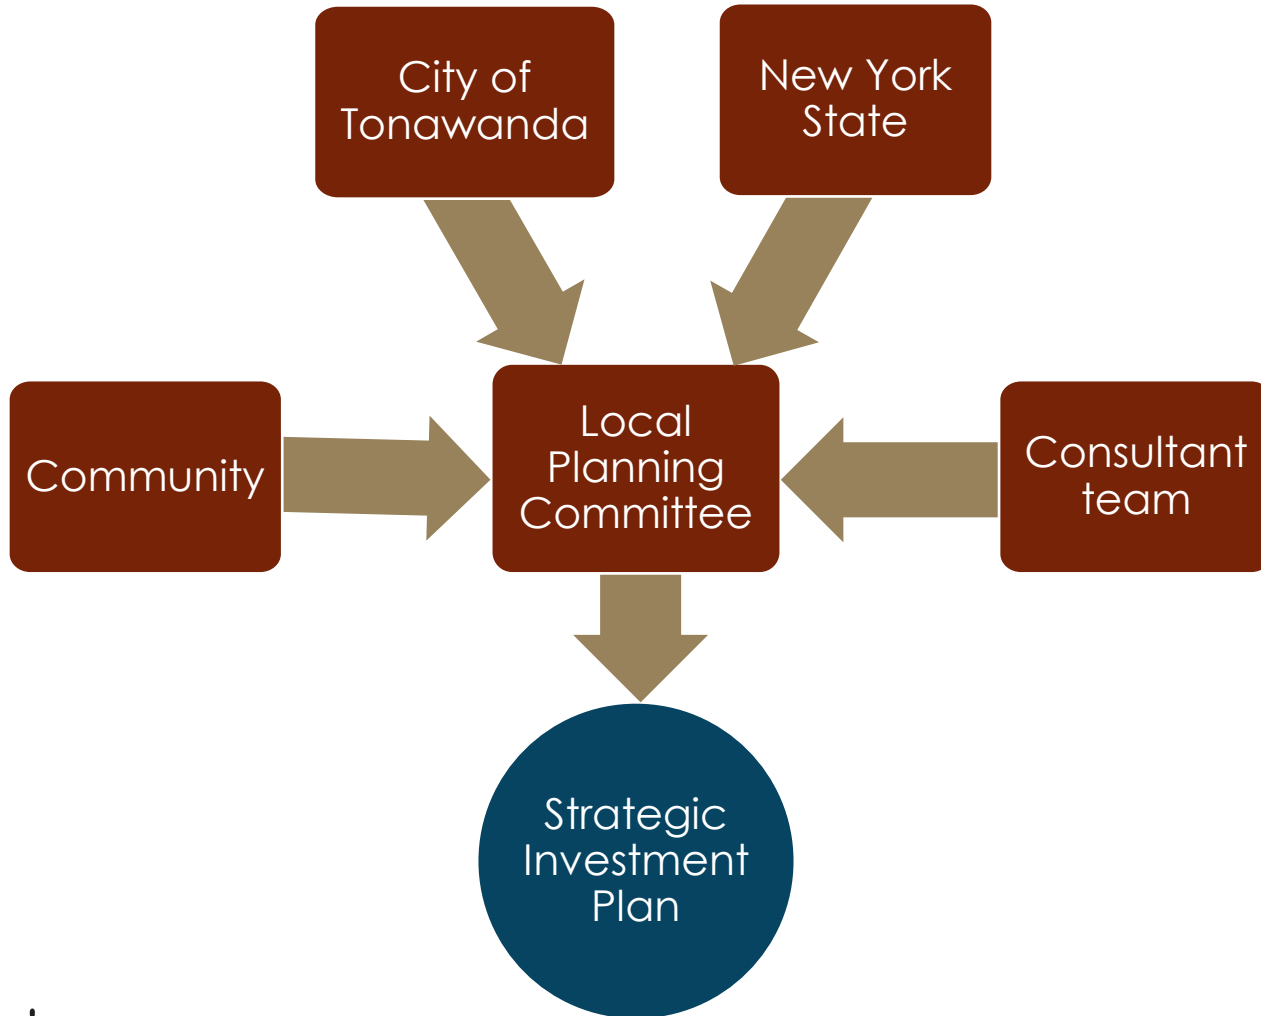 City of
Tonawanda
New York
State
Community
Local
Planning
Committee
Consultant
team
Strategic
Investment
Plan